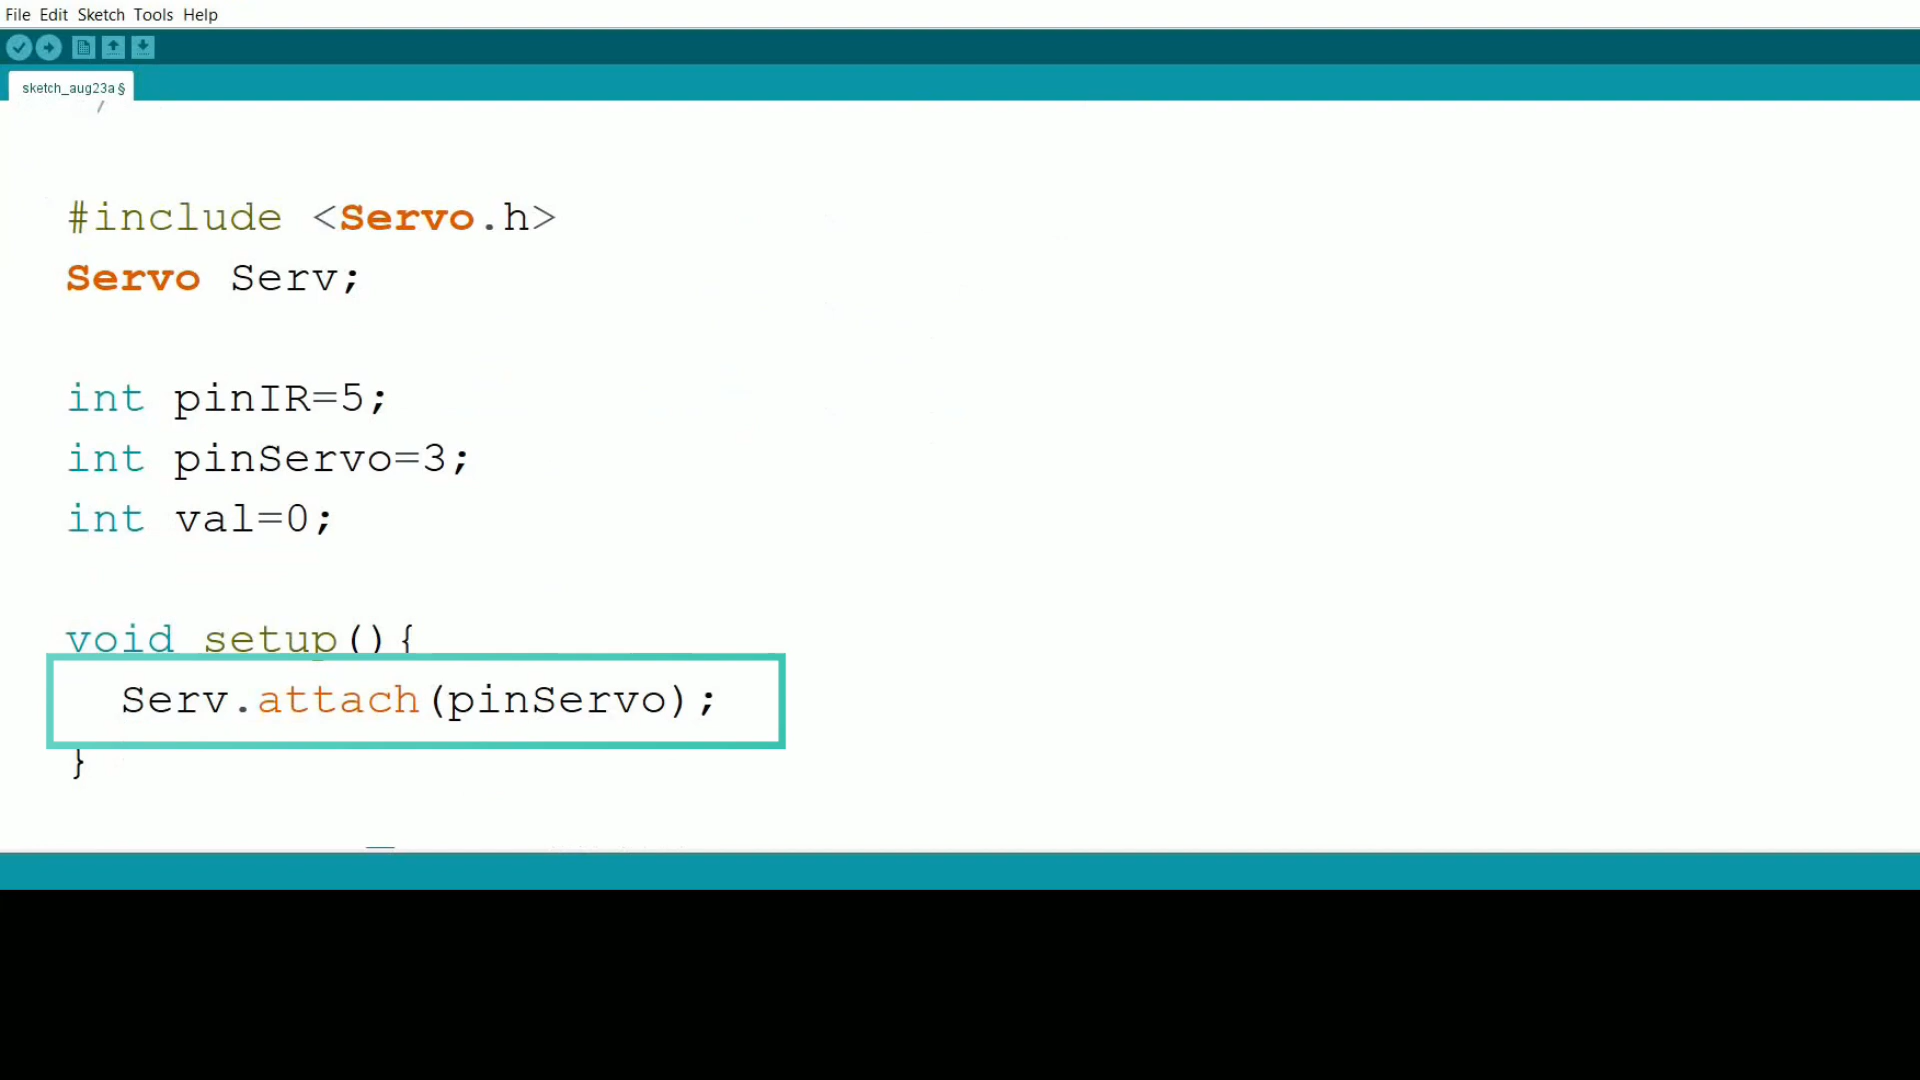 File Edit Sketch Tools Help
sketch_aug23a §
#include <Servo.h>
Servo Serv;
int pinIR=5;
int pinServo=3;
int val=0;
void setup(){
Serv.attach(pinServo);
}